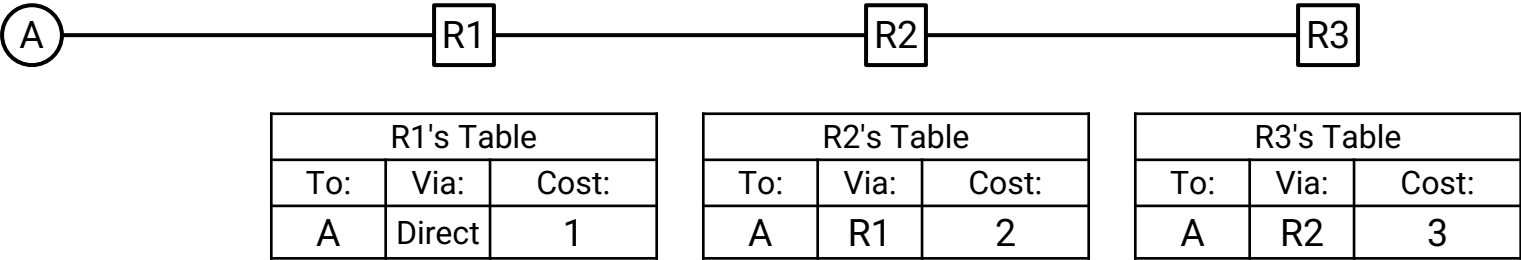 A R1 R2 R3
R1's Table R2's Table R3's Table
To: Via: Cost: To: Via: Cost: To: Via: Cost:
A Direct 1 A R1 2 A R2 3